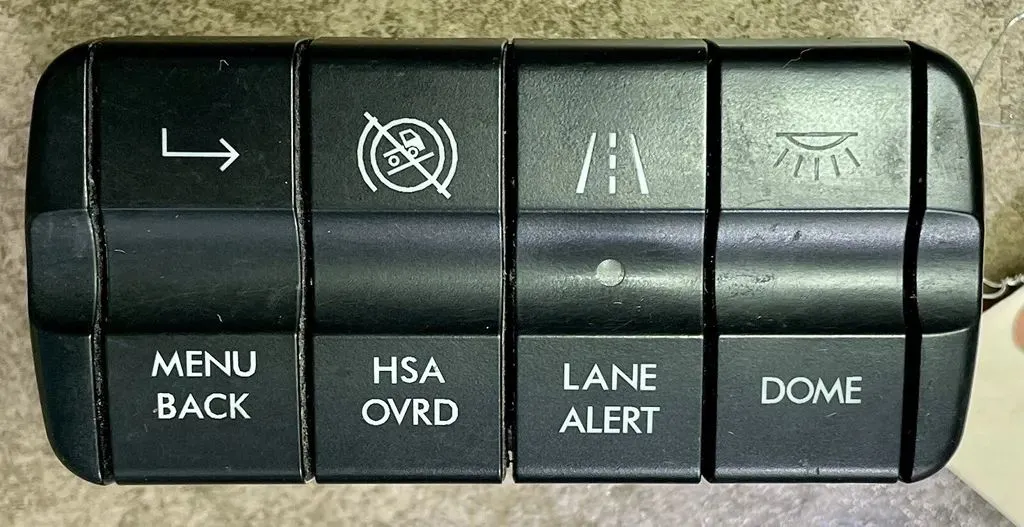 MENU
BACK
HSA
OVRD
LANE
ALERT
DOME